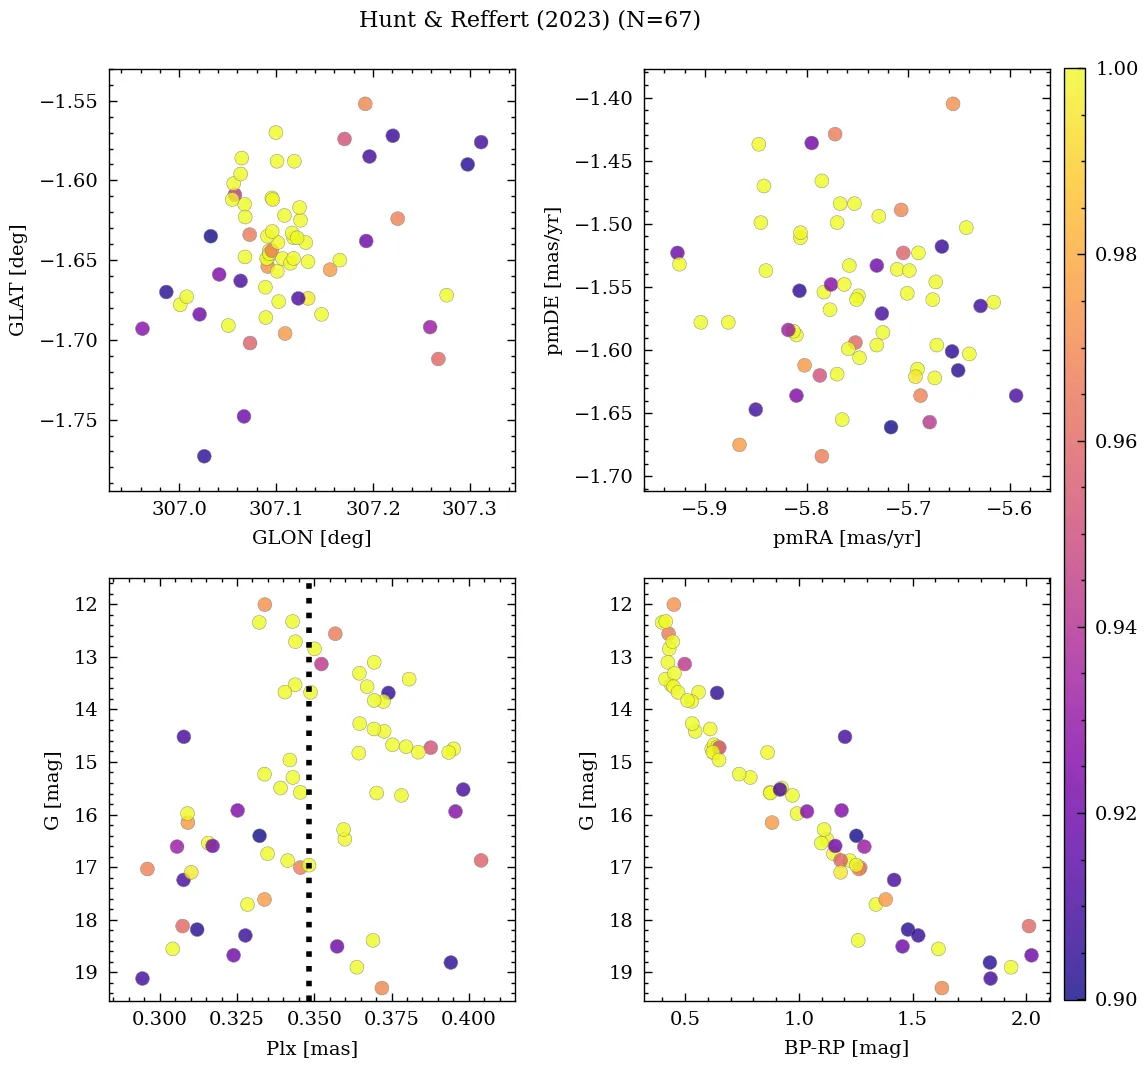 Hunt & Reffert (2023) (N=67)
−1.55
−1.60
−1.65
−1.70
−1.75
GLAT [deg]
307.0 307.1 307.2 307.3
GLON [deg]
−1.40
−1.45
−1.50
−1.55
−1.60
−1.65
−1.70
pmDE [mas/yr]
−5.9 −5.8 −5.7 −5.6
pmRA [mas/yr]
12
13
14
15
16
17
18
19
G [mag]
0.300 0.325 0.350 0.375 0.400
Plx [mas]
12
13
14
15
16
17
18
19
G [mag]
0.5 1.0 1.5 2.0
BP-RP [mag]
1.00
0.98
0.96
0.94
0.92
0.90